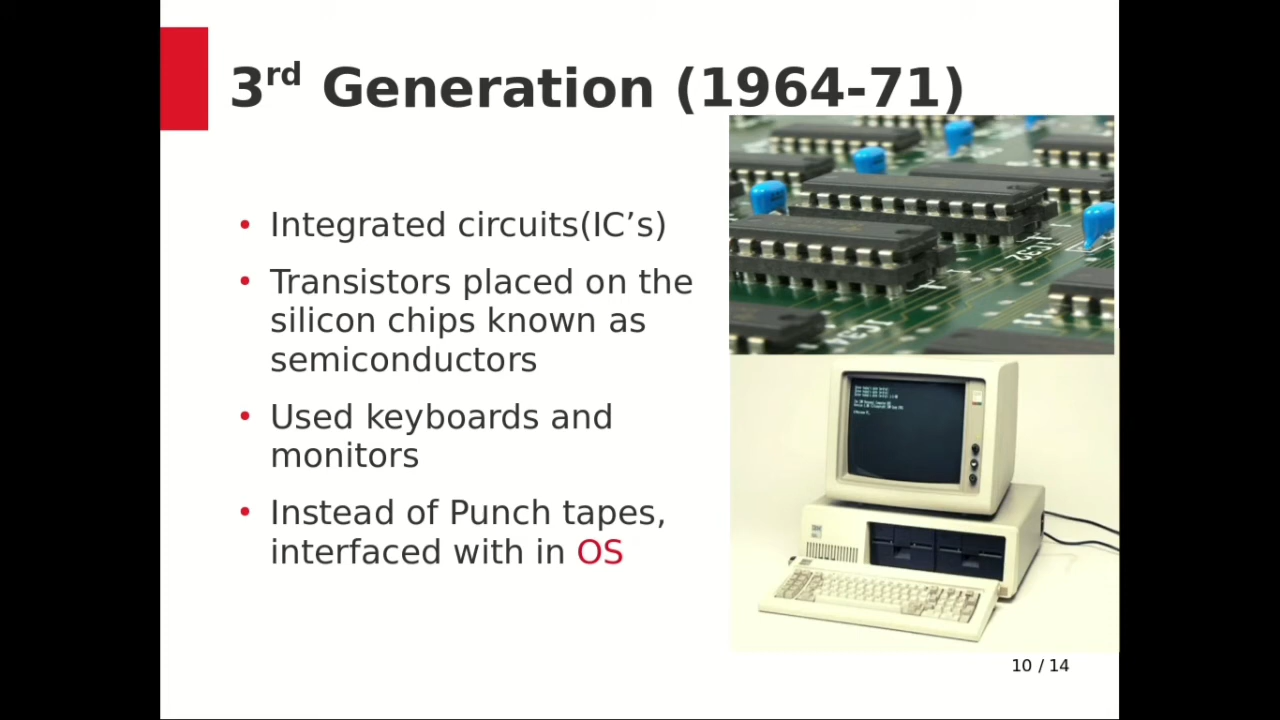 3rd Generation (1964-71)
Integrated circuits(IC’s)
Transistors placed on the
silicon chips known as
semiconductors
Used keyboards and
monitors
Instead of Punch tapes,
interfaced with in OS
10 / 14